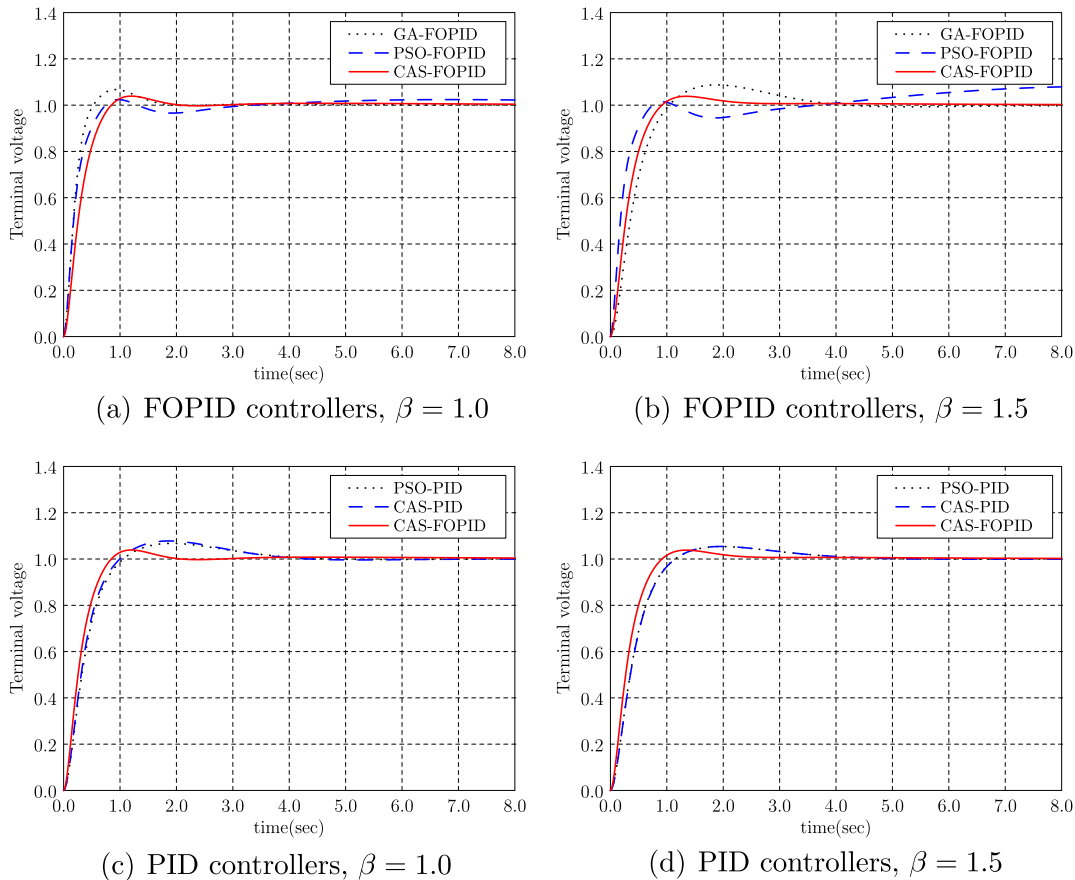 1.4
1.2
1.0
0.8
0.6
0.4
0.2
0.0
Terminal voltage
GA-FOPID
PSO-FOPID
CAS-FOPID
0.0 1.0 2.0 3.0 4.0 5.0 6.0 7.0 8.0
time(sec)
(a) FOPID controllers, β = 1.0
1.4
1.2
1.0
0.8
0.6
0.4
0.2
0.0
Terminal voltage
GA-FOPID
PSO-FOPID
CAS-FOPID
0.0 1.0 2.0 3.0 4.0 5.0 6.0 7.0 8.0
time(sec)
(b) FOPID controllers, β = 1.5
1.4
1.2
1.0
0.8
0.6
0.4
0.2
0.0
Terminal voltage
PSO-PID
CAS-PID
CAS-FOPID
0.0 1.0 2.0 3.0 4.0 5.0 6.0 7.0 8.0
time(sec)
(c) PID controllers, β = 1.0
1.4
1.2
1.0
0.8
0.6
0.4
0.2
0.0
Terminal voltage
PSO-PID
CAS-PID
CAS-FOPID
0.0 1.0 2.0 3.0 4.0 5.0 6.0 7.0 8.0
time(sec)
(d) PID controllers, β = 1.5